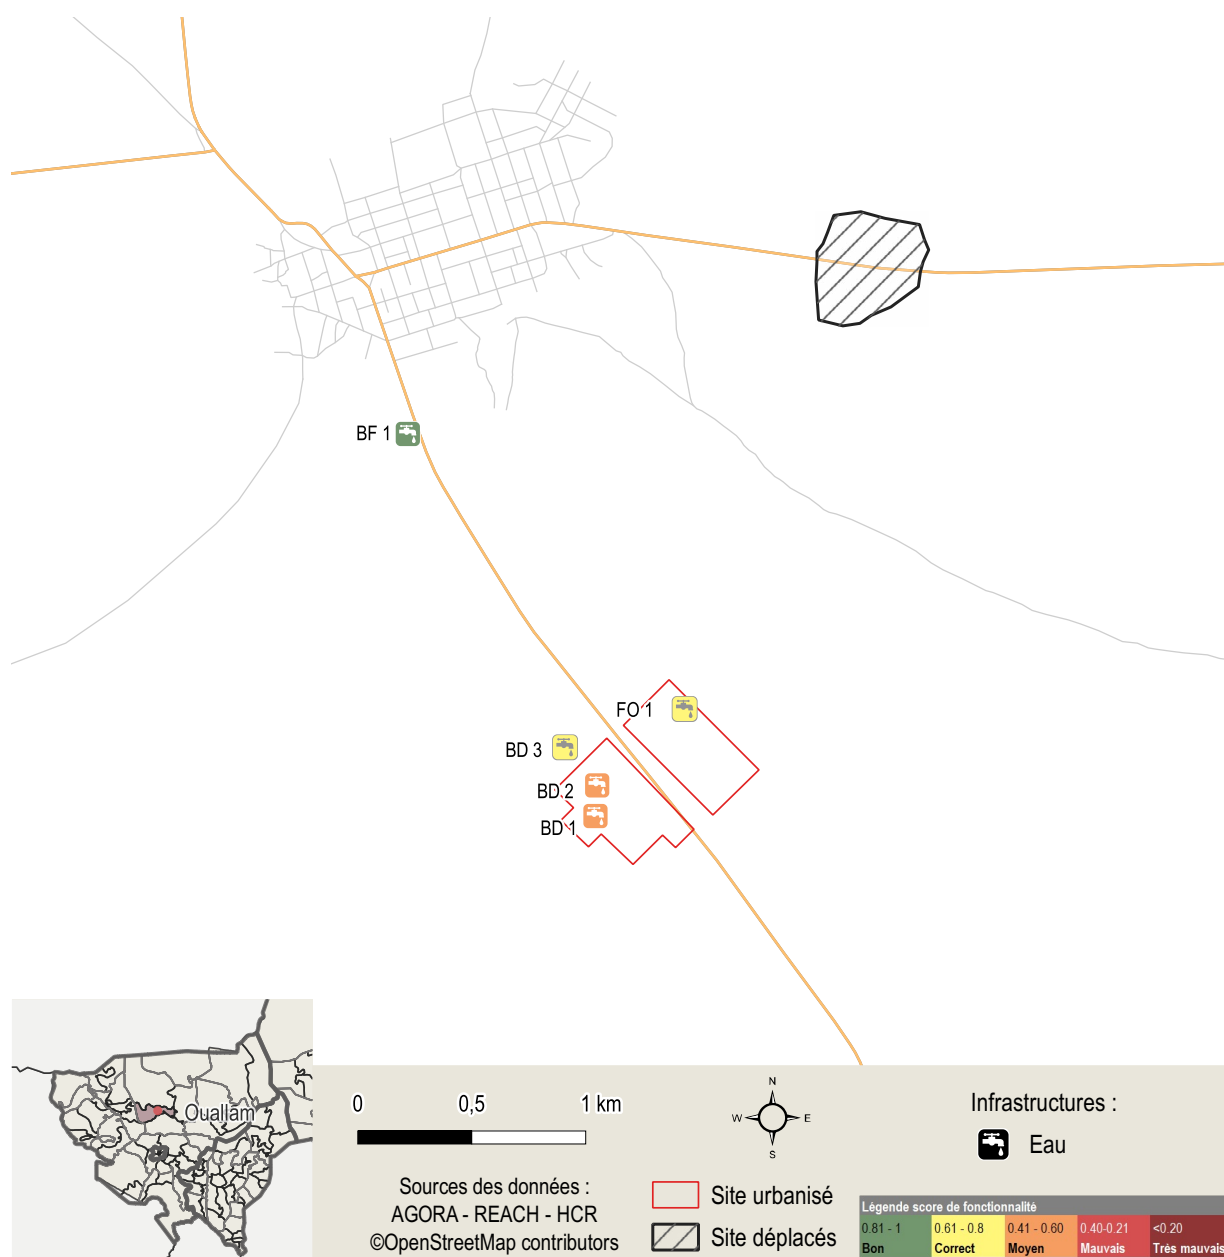 BF 1
FO 1
BD 3
BD 2
BD 1
Ouallam
0 0,5 1 km
Sources des données :
AGORA - REACH - HCR
©OpenStreetMap contributors
N
W E
S
Site urbanisé
Site déplacés
Infrastructures :
Eau
Légende score de fonctionnalité
0.81 - 1 0.61 - 0.8 0.41 - 0.60 0.40-0.21 <0.20
Bon Correct Moyen Mauvais Très mauvais